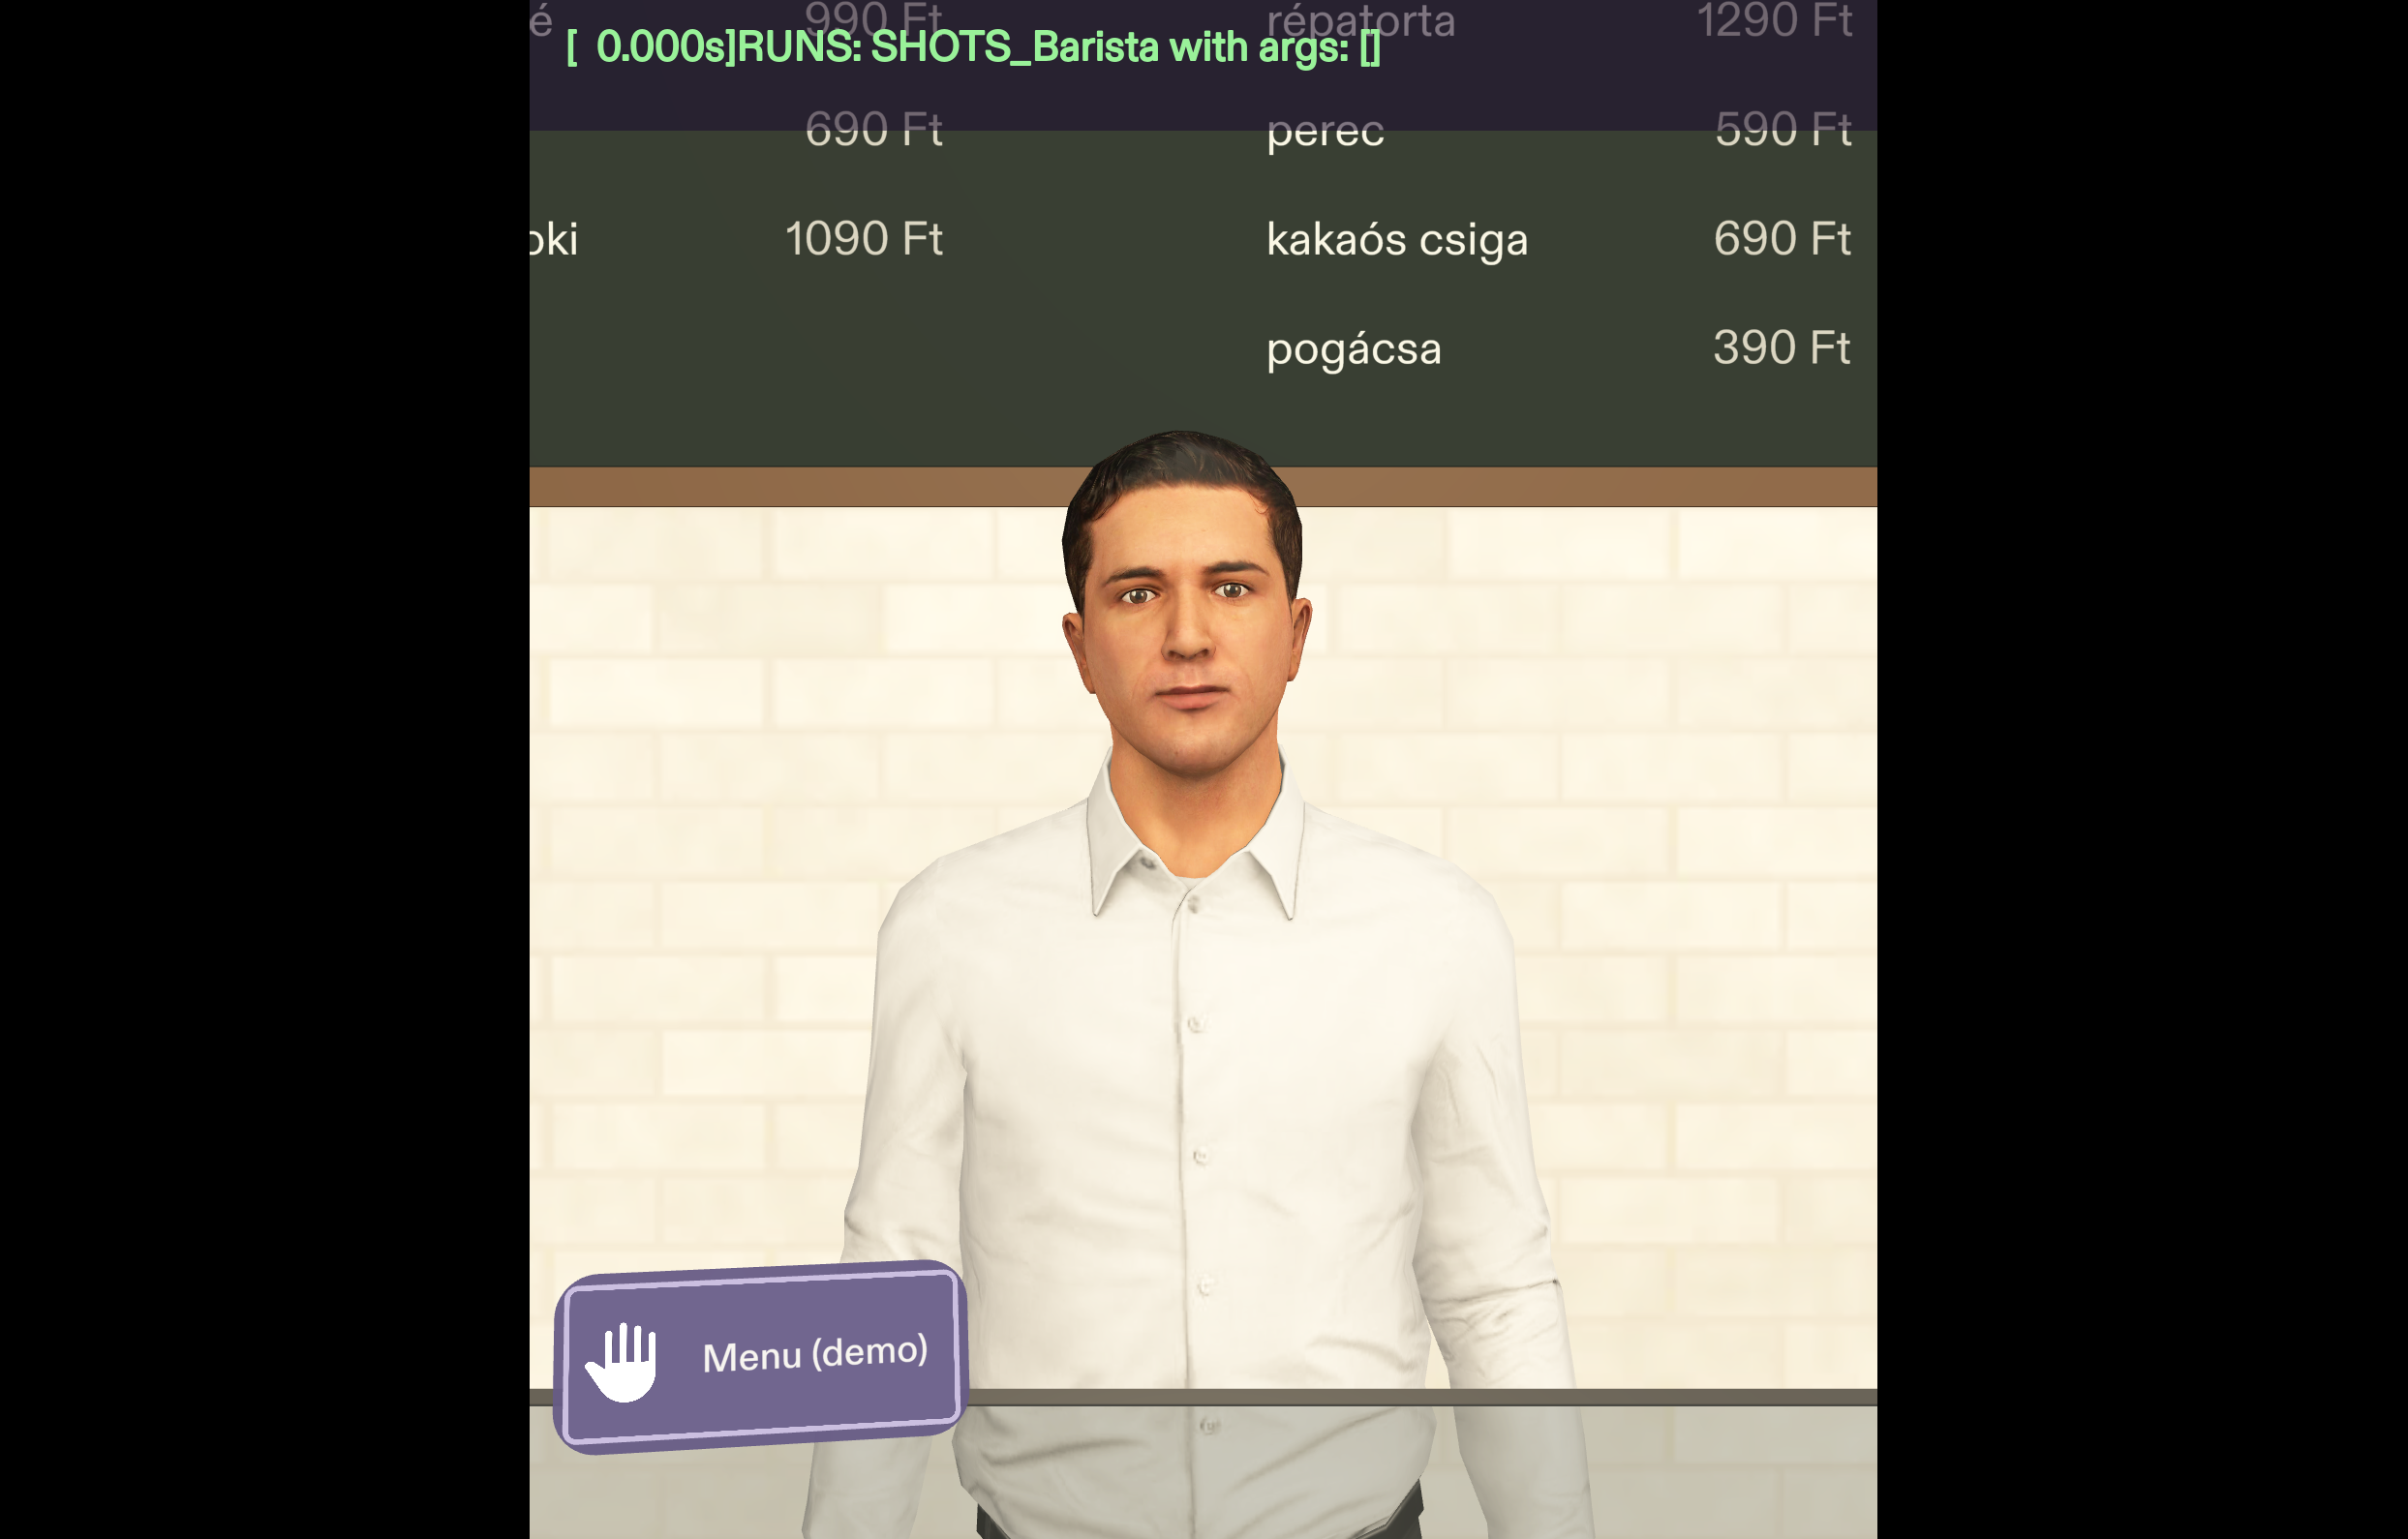 é 990 Ft répatorta 1290 Ft
[ 0.000s]RUNS: SHOTS_Barista with args: []
690 Ft perec 590 Ft
oki 1090 Ft kakaós csiga 690 Ft
pogácsa 390 Ft
Menu (demo)